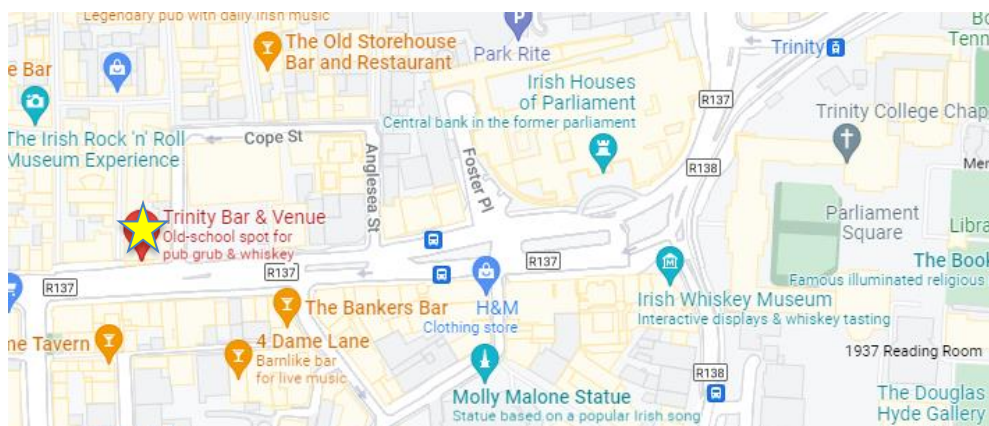 Legendary pub with daily Irish music
The Old Storehouse
Bar and Restaurant
Park Rite
Trinity
Irish Houses
of Parliament
Central bank in the former parliament
R137
Trinity College Chap
e Bar
The Irish Rock 'n' Roll
Museum Experience
Cope St
Anglesea St
Foster Pl
R138
Mer
Trinity Bar & Venue
Old-school spot for
pub grub & whiskey
Parliament
Square
Libra
R137
R137
R137
The Book
Famous illuminated religious
Irish Whiskey Museum
Interactive displays & whiskey tasting
The Bankers Bar
H&M
Clothing store
me Tavern
4 Dame Lane
Barnlike bar
for live music
1937 Reading Room
Molly Malone Statue
Statue based on a popular Irish song
R138
The Douglas
Hyde Gallery
Bo
Tenn